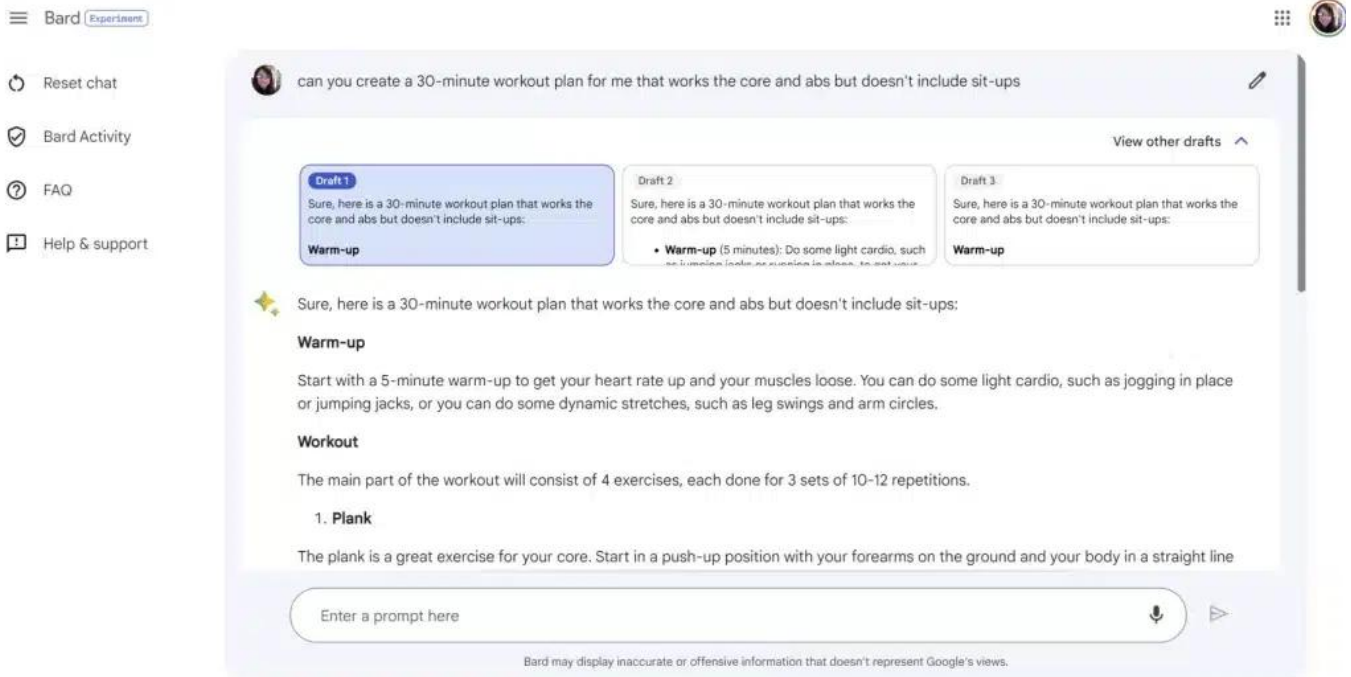 Bard Experiment
Reset chat
Bard Activity
FAQ
Help & support
can you create a 30-minute workout plan for me that works the core and abs but doesn't include sit-ups
View other drafts
Draft 1
Sure, here is a 30-minute workout plan that works the
core and abs but doesn't include sit-ups:
Warm-up
Draft 2
Sure, here is a 30-minute workout plan that works the
core and abs but doesn't include sit-ups:
• Warm-up (5 minutes): Do some light cardio, such
as jumping jacks or running in place, to get your
Draft 3
Sure, here is a 30-minute workout plan that works the
core and abs but doesn't include sit-ups:
Warm-up
Sure, here is a 30-minute workout plan that works the core and abs but doesn't include sit-ups:
Warm-up
Start with a 5-minute warm-up to get your heart rate up and your muscles loose. You can do some light cardio, such as jogging in place
or jumping jacks, or you can do some dynamic stretches, such as leg swings and arm circles.
Workout
The main part of the workout will consist of 4 exercises, each done for 3 sets of 10-12 repetitions.
1. Plank
The plank is a great exercise for your core. Start in a push-up position with your forearms on the ground and your body in a straight line
Enter a prompt here
Bard may display inaccurate or offensive information that doesn't represent Google's views.